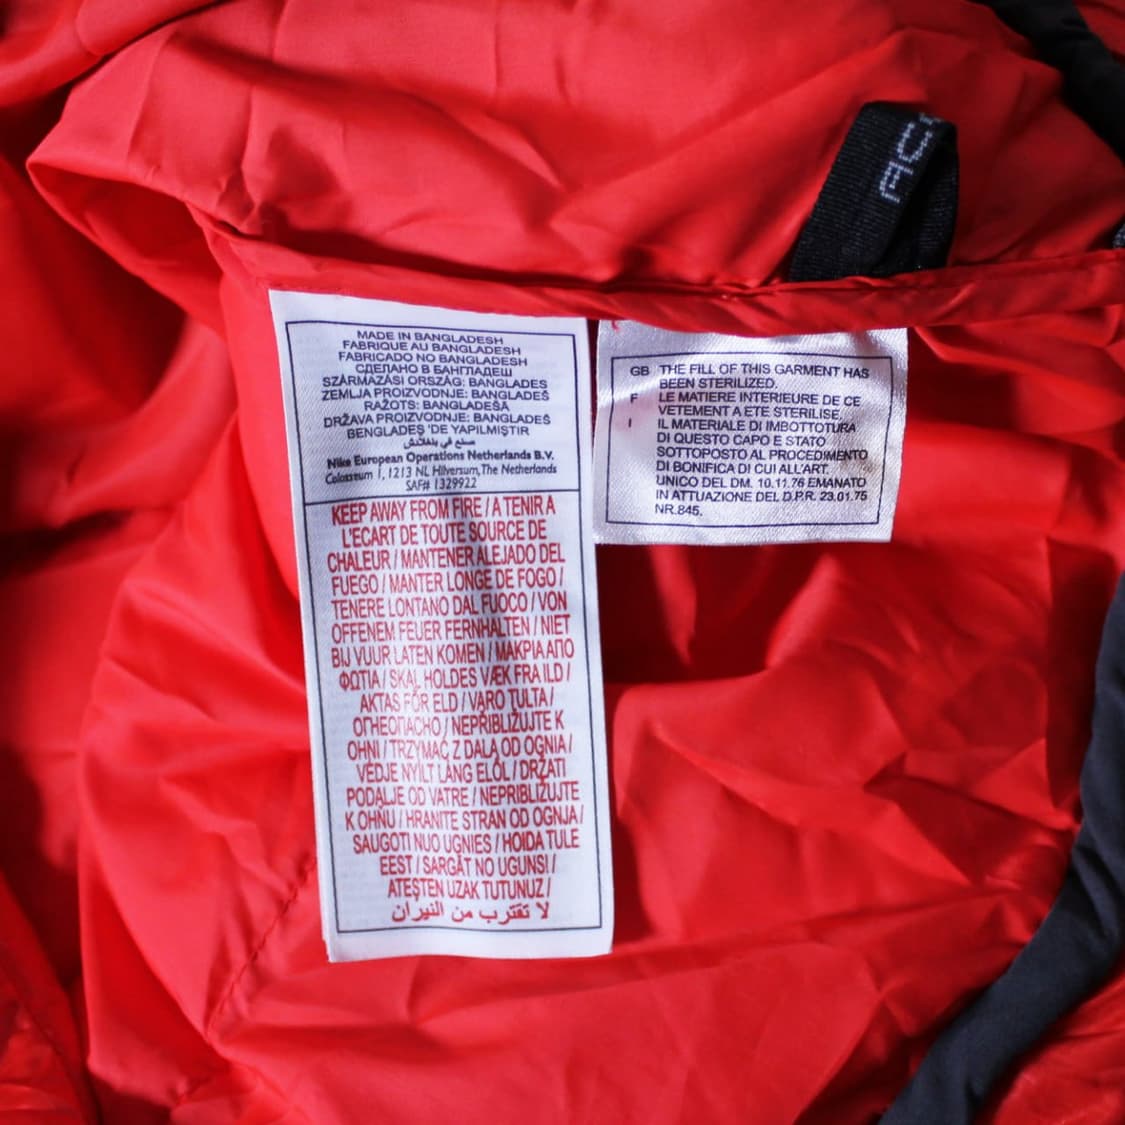 ACC
MADE IN BANGLADESH
FABRIQUE AU BANGLADESH
FABRICADO NO BANGLADESH
СДЕЛАНО В БАНГЛАДЕШ
SZÁRMAZÁSI ORSZÁG: BANGLADES
ZEMLJA PROIZVODNJE: BANGLADEŠ
RAŽOTS: BANGLADEŠĀ
DRŽAVA PROIZVODNJE: BANGLADEŠ
BENGLADEŞ 'DE YAPILMIŞTIR
صنع في بنغلادش
Nike European Operations Netherlands B.V.
Colosseum 1, 1213 NL Hilversum, The Netherlands
SAF# 1329922
KEEP AWAY FROM FIRE / A TENIR A
L'ECART DE TOUTE SOURCE DE
CHALEUR / MANTENER ALEJADO DEL
FUEGO / MANTER LONGE DE FOGO /
TENERE LONTANO DAL FUOCO / VON
OFFENEM FEUER FERNHALTEN / NIET
BIJ VUUR LATEN KOMEN / ΜΑΚΡΙΑ ΑΠΟ
ΦΩΤΙΑ / SKAL HOLDES VÆK FRA ILD /
AKTAS FÖR ELD / VARO TULTA /
ОГНЕОПАСНО / NEPŘIBLIŽUJTE K
OHNI / TRZYMAĆ Z DALA OD OGNIA /
VÉDJE NYÍLT LÁNG ELŐL / DRŽATI
PODALJE OD VATRE / NEPRIBLIŽUJTE
K OHŇU / HRANITE STRAN OD OGNJA /
SAUGOTI NUO UGNIES / HOIDA TULE
EEST / SARGĀT NO UGUNS! /
ATEŞTEN UZAK TUTUNUZ /
لا تقترب من النيران
GB THE FILL OF THIS GARMENT HAS
BEEN STERILIZED.
F LE MATIERE INTERIEURE DE CE
VETEMENT A ETE STERILISE.
I IL MATERIALE DI IMBOTTOTURA
DI QUESTO CAPO E STATO
SOTTOPOSTO AL PROCEDIMENTO
DI BONIFICA DI CUI ALL'ART.
UNICO DEL DM. 10.11.76 EMANATO
IN ATTUAZIONE DEL D.P.R. 23.01.75
NR.845.